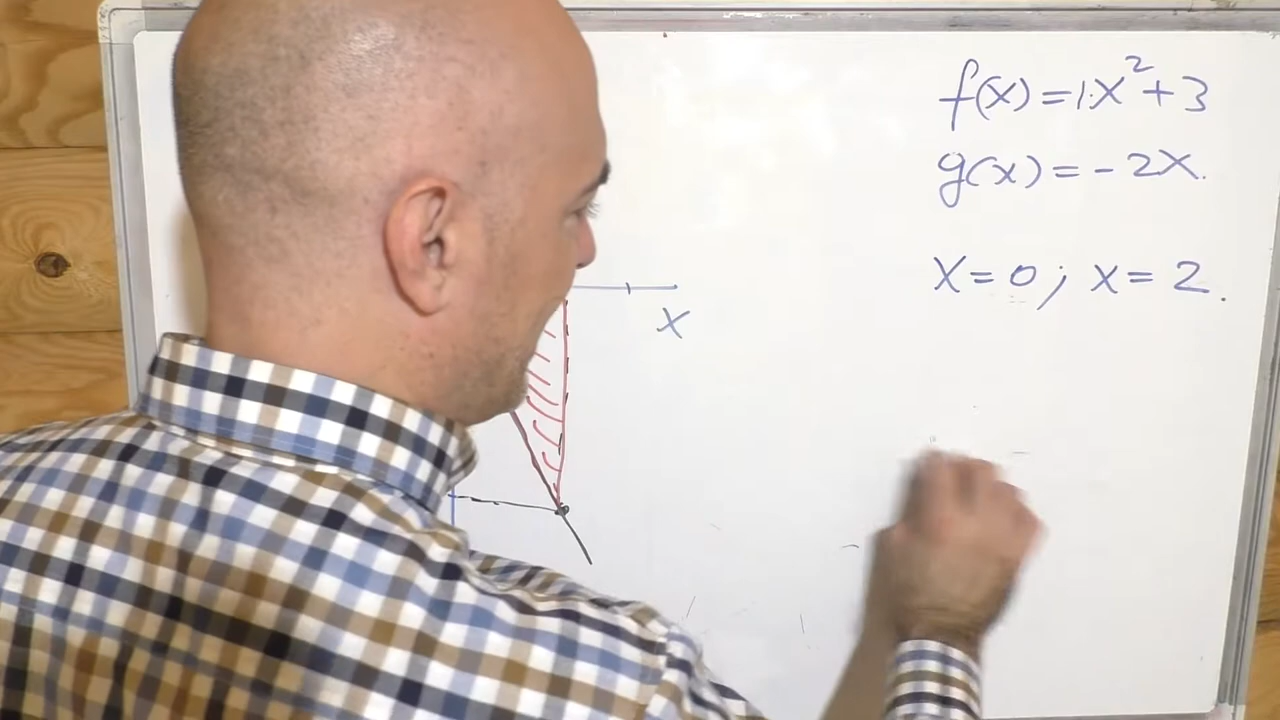 f(x)=1·x²+3
g(x)=-2x.
x=0; x=2.
x